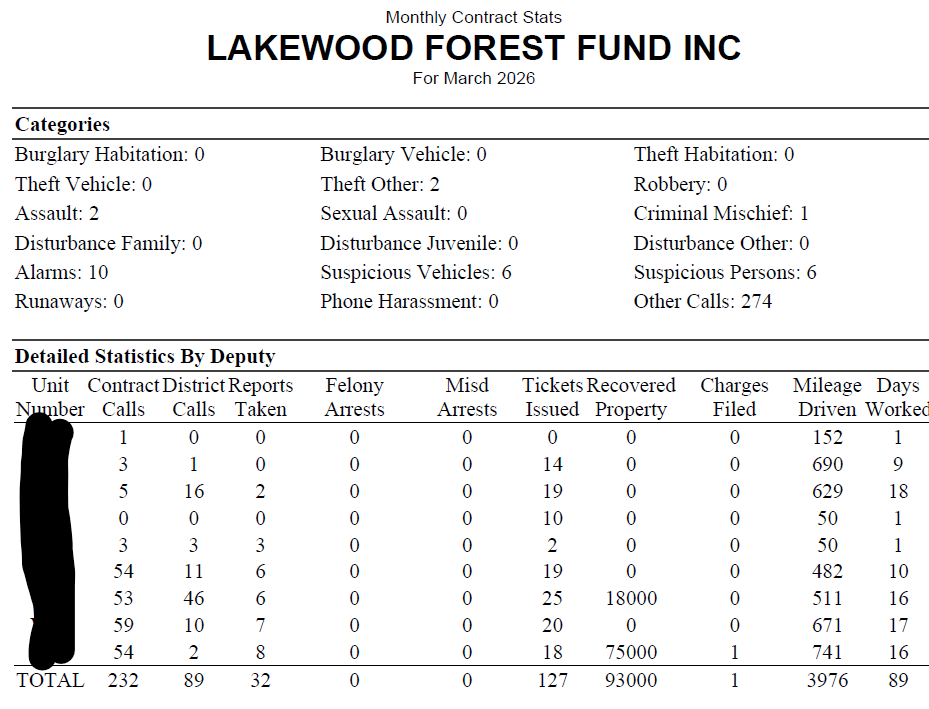 Monthly Contract Stats
LAKEWOOD FOREST FUND INC
For March 2026
Categories
Burglary Habitation: 0 Burglary Vehicle: 0 Theft Habitation: 0
Theft Vehicle: 0 Theft Other: 2 Robbery: 0
Assault: 2 Sexual Assault: 0 Criminal Mischief: 1
Disturbance Family: 0 Disturbance Juvenile: 0 Disturbance Other: 0
Alarms: 10 Suspicious Vehicles: 6 Suspicious Persons: 6
Runaways: 0 Phone Harassment: 0 Other Calls: 274
Detailed Statistics By Deputy
Unit Contract District Reports Felony Misd Tickets Recovered Charges Mileage Days
Number Calls Calls Taken Arrests Arrests Issued Property Filed Driven Worked
1 0 0 0 0 0 0 0 152 1
3 1 0 0 0 14 0 0 690 9
5 16 2 0 0 19 0 0 629 18
0 0 0 0 0 10 0 0 50 1
3 3 3 0 0 2 0 0 50 1
54 11 6 0 0 19 0 0 482 10
53 46 6 0 0 25 18000 0 511 16
59 10 7 0 0 20 0 0 671 17
54 2 8 0 0 18 75000 1 741 16
TOTAL 232 89 32 0 0 127 93000 1 3976 89